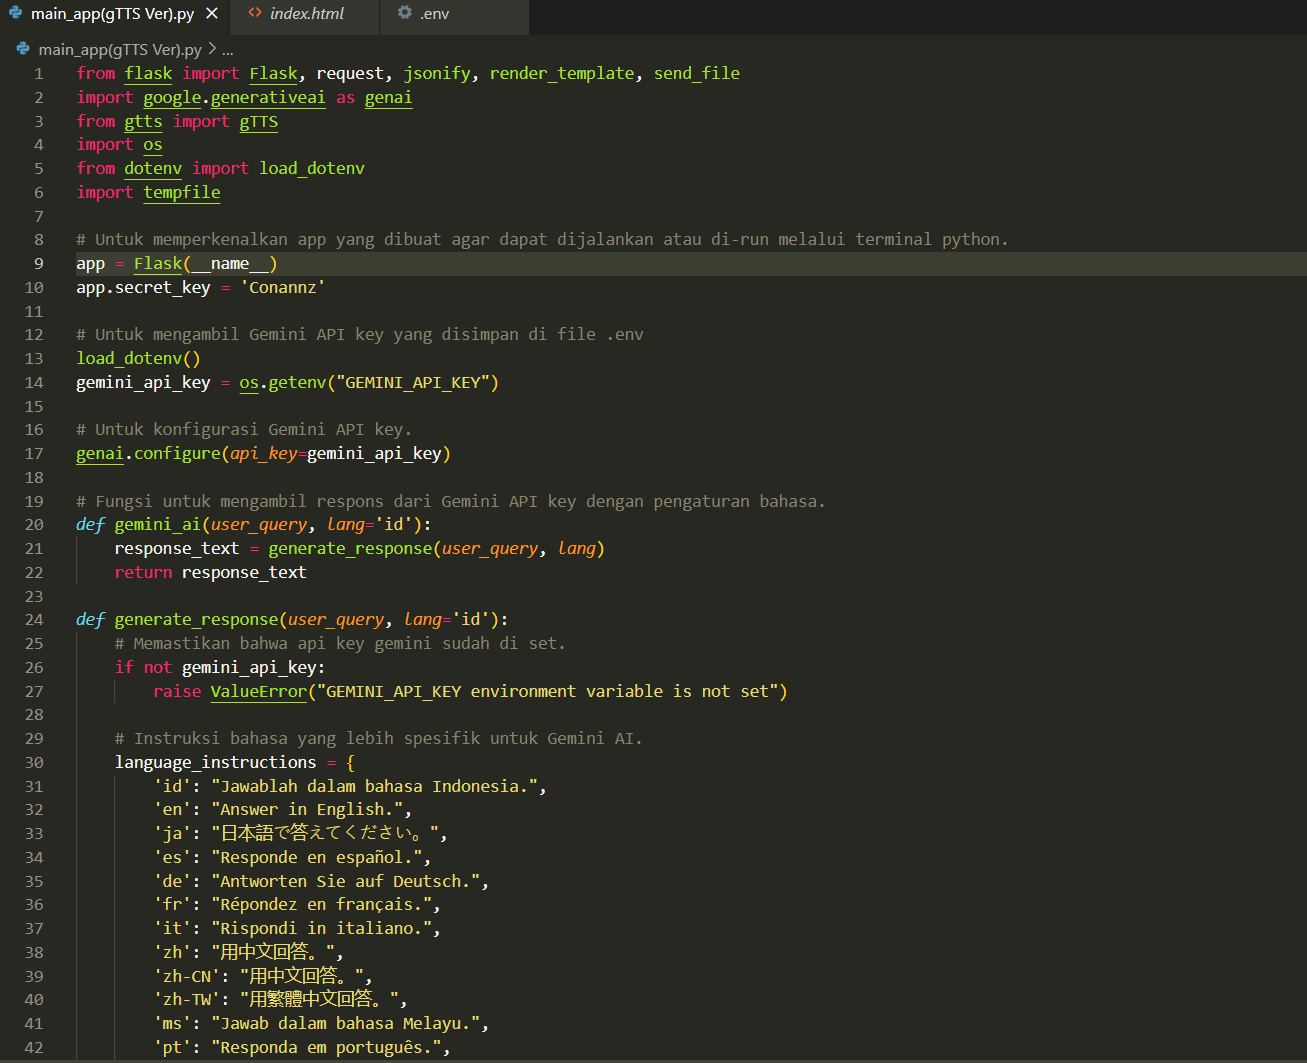 main_app(gTTS Ver).py × index.html .env
main_app(gTTS Ver).py > ...
1 from flask import Flask, request, jsonify, render_template, send_file
2 import google.generativeai as genai
3 from gtts import gTTS
4 import os
5 from dotenv import load_dotenv
6 import tempfile
7
8 # Untuk memperkenalkan app yang dibuat agar dapat dijalankan atau di-run melalui terminal python.
9 app = Flask(__name__)
10 app.secret_key = 'Conannz'
11
12 # Untuk mengambil Gemini API key yang disimpan di file .env
13 load_dotenv()
14 gemini_api_key = os.getenv("GEMINI_API_KEY")
15
16 # Untuk konfigurasi Gemini API key.
17 genai.configure(api_key=gemini_api_key)
18
19 # Fungsi untuk mengambil respons dari Gemini API key dengan pengaturan bahasa.
20 def gemini_ai(user_query, lang='id'):
21     response_text = generate_response(user_query, lang)
22     return response_text
23
24 def generate_response(user_query, lang='id'):
25     # Memastikan bahwa api key gemini sudah di set.
26     if not gemini_api_key:
27         raise ValueError("GEMINI_API_KEY environment variable is not set")
28
29     # Instruksi bahasa yang lebih spesifik untuk Gemini AI.
30     language_instructions = {
31         'id': "Jawablah dalam bahasa Indonesia.",
32         'en': "Answer in English.",
33         'ja': "日本語で答えてください。",
34         'es': "Responde en español.",
35         'de': "Antworten Sie auf Deutsch.",
36         'fr': "Répondez en français.",
37         'it': "Rispondi in italiano.",
38         'zh': "用中文回答。",
39         'zh-CN': "用中文回答。",
40         'zh-TW': "用繁體中文回答。",
41         'ms': "Jawab dalam bahasa Melayu.",
42         'pt': "Responda em português.",